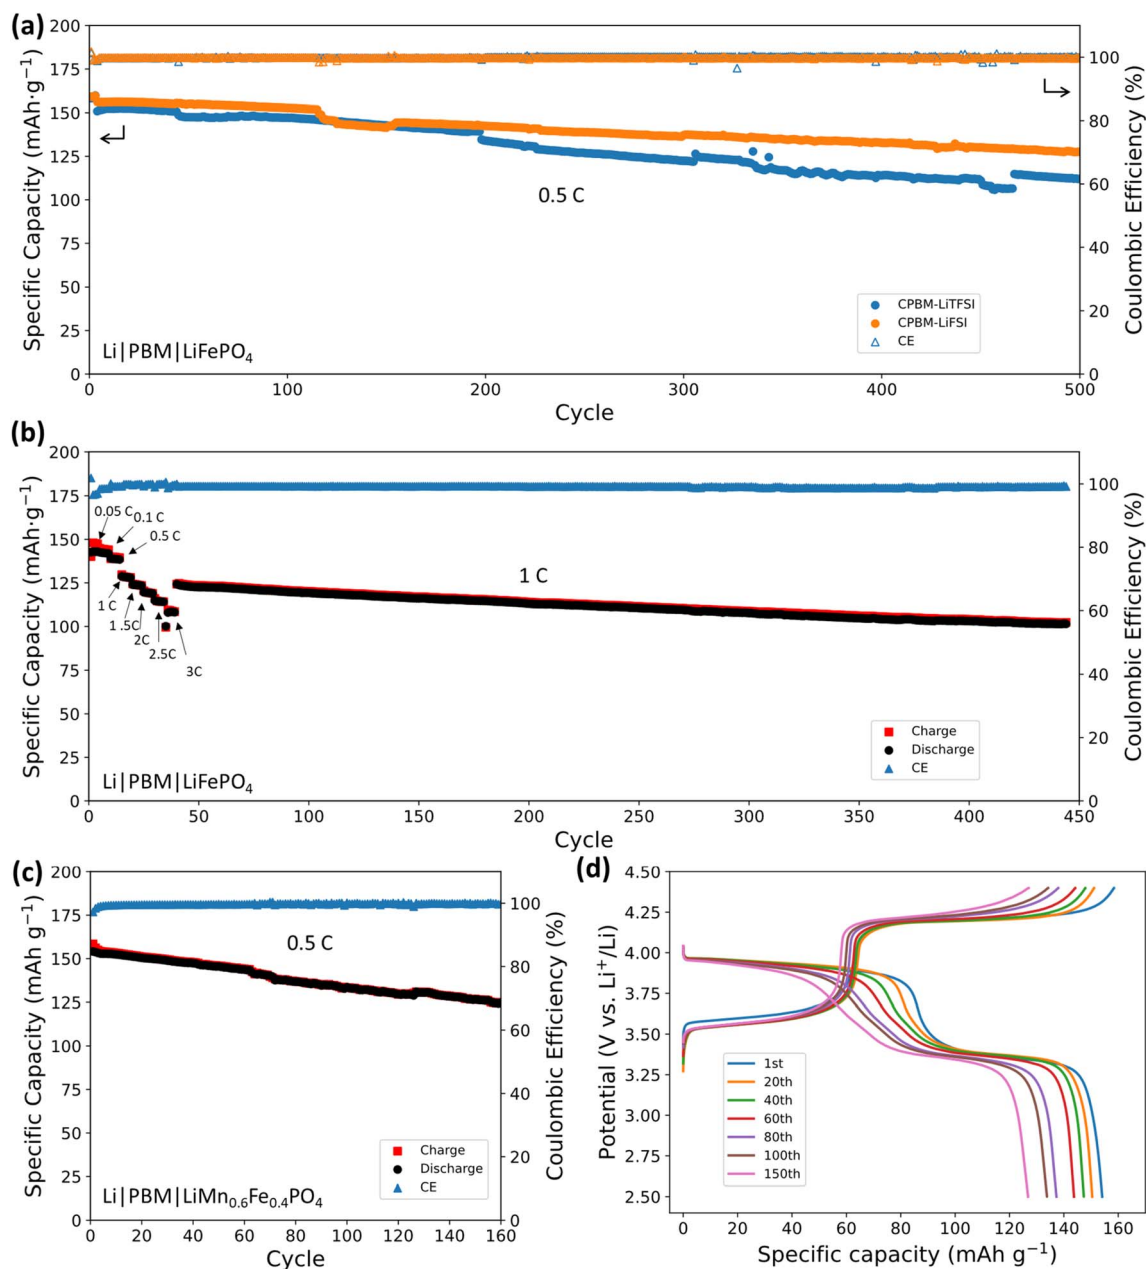 (a)
200
175
150
125
100
75
50
25
0
Specific Capacity (mAh·g⁻¹)
0.5 C
CPBM-LiTFSI
CPBM-LiFSI
CE
Li|PBM|LiFePO₄
100
80
60
40
20
0
Coulombic Efficiency (%)
0 100 200 300 400 500
Cycle
(b)
200
175
150
125
100
75
50
25
0
Specific Capacity (mAh·g⁻¹)
0.05 C
0.1 C
0.5 C
1 C
1.5C
2C
2.5C
3C
1 C
Charge
Discharge
CE
Li|PBM|LiFePO₄
100
80
60
40
20
0
Coulombic Efficiency (%)
0 50 100 150 200 250 300 350 400 450
Cycle
(c)
200
175
150
125
100
75
50
25
0
Specific Capacity (mAh g⁻¹)
0.5 C
Charge
Discharge
CE
Li|PBM|LiMn₀.₆Fe₀.₄PO₄
100
80
60
40
20
0
Coulombic Efficiency (%)
0 20 40 60 80 100 120 140 160
Cycle
(d)
4.50
4.25
4.00
3.75
3.50
3.25
3.00
2.75
2.50
Potential (V vs. Li⁺/Li)
1st
20th
40th
60th
80th
100th
150th
0 20 40 60 80 100 120 140 160
Specific capacity (mAh g⁻¹)